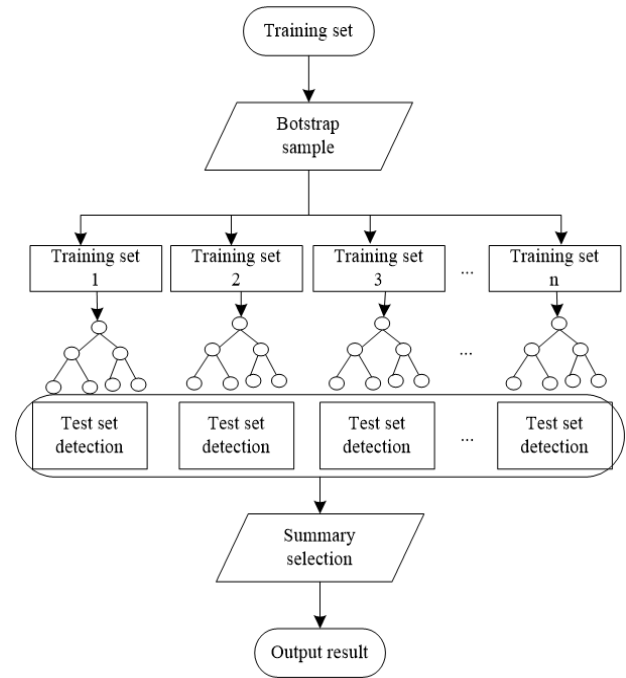 Training set
Botstrap
sample
Training set
1
Training set
2
Training set
3
...
Training set
n
...
Test set
detection
Test set
detection
Test set
detection
...
Test set
detection
Summary
selection
Output result